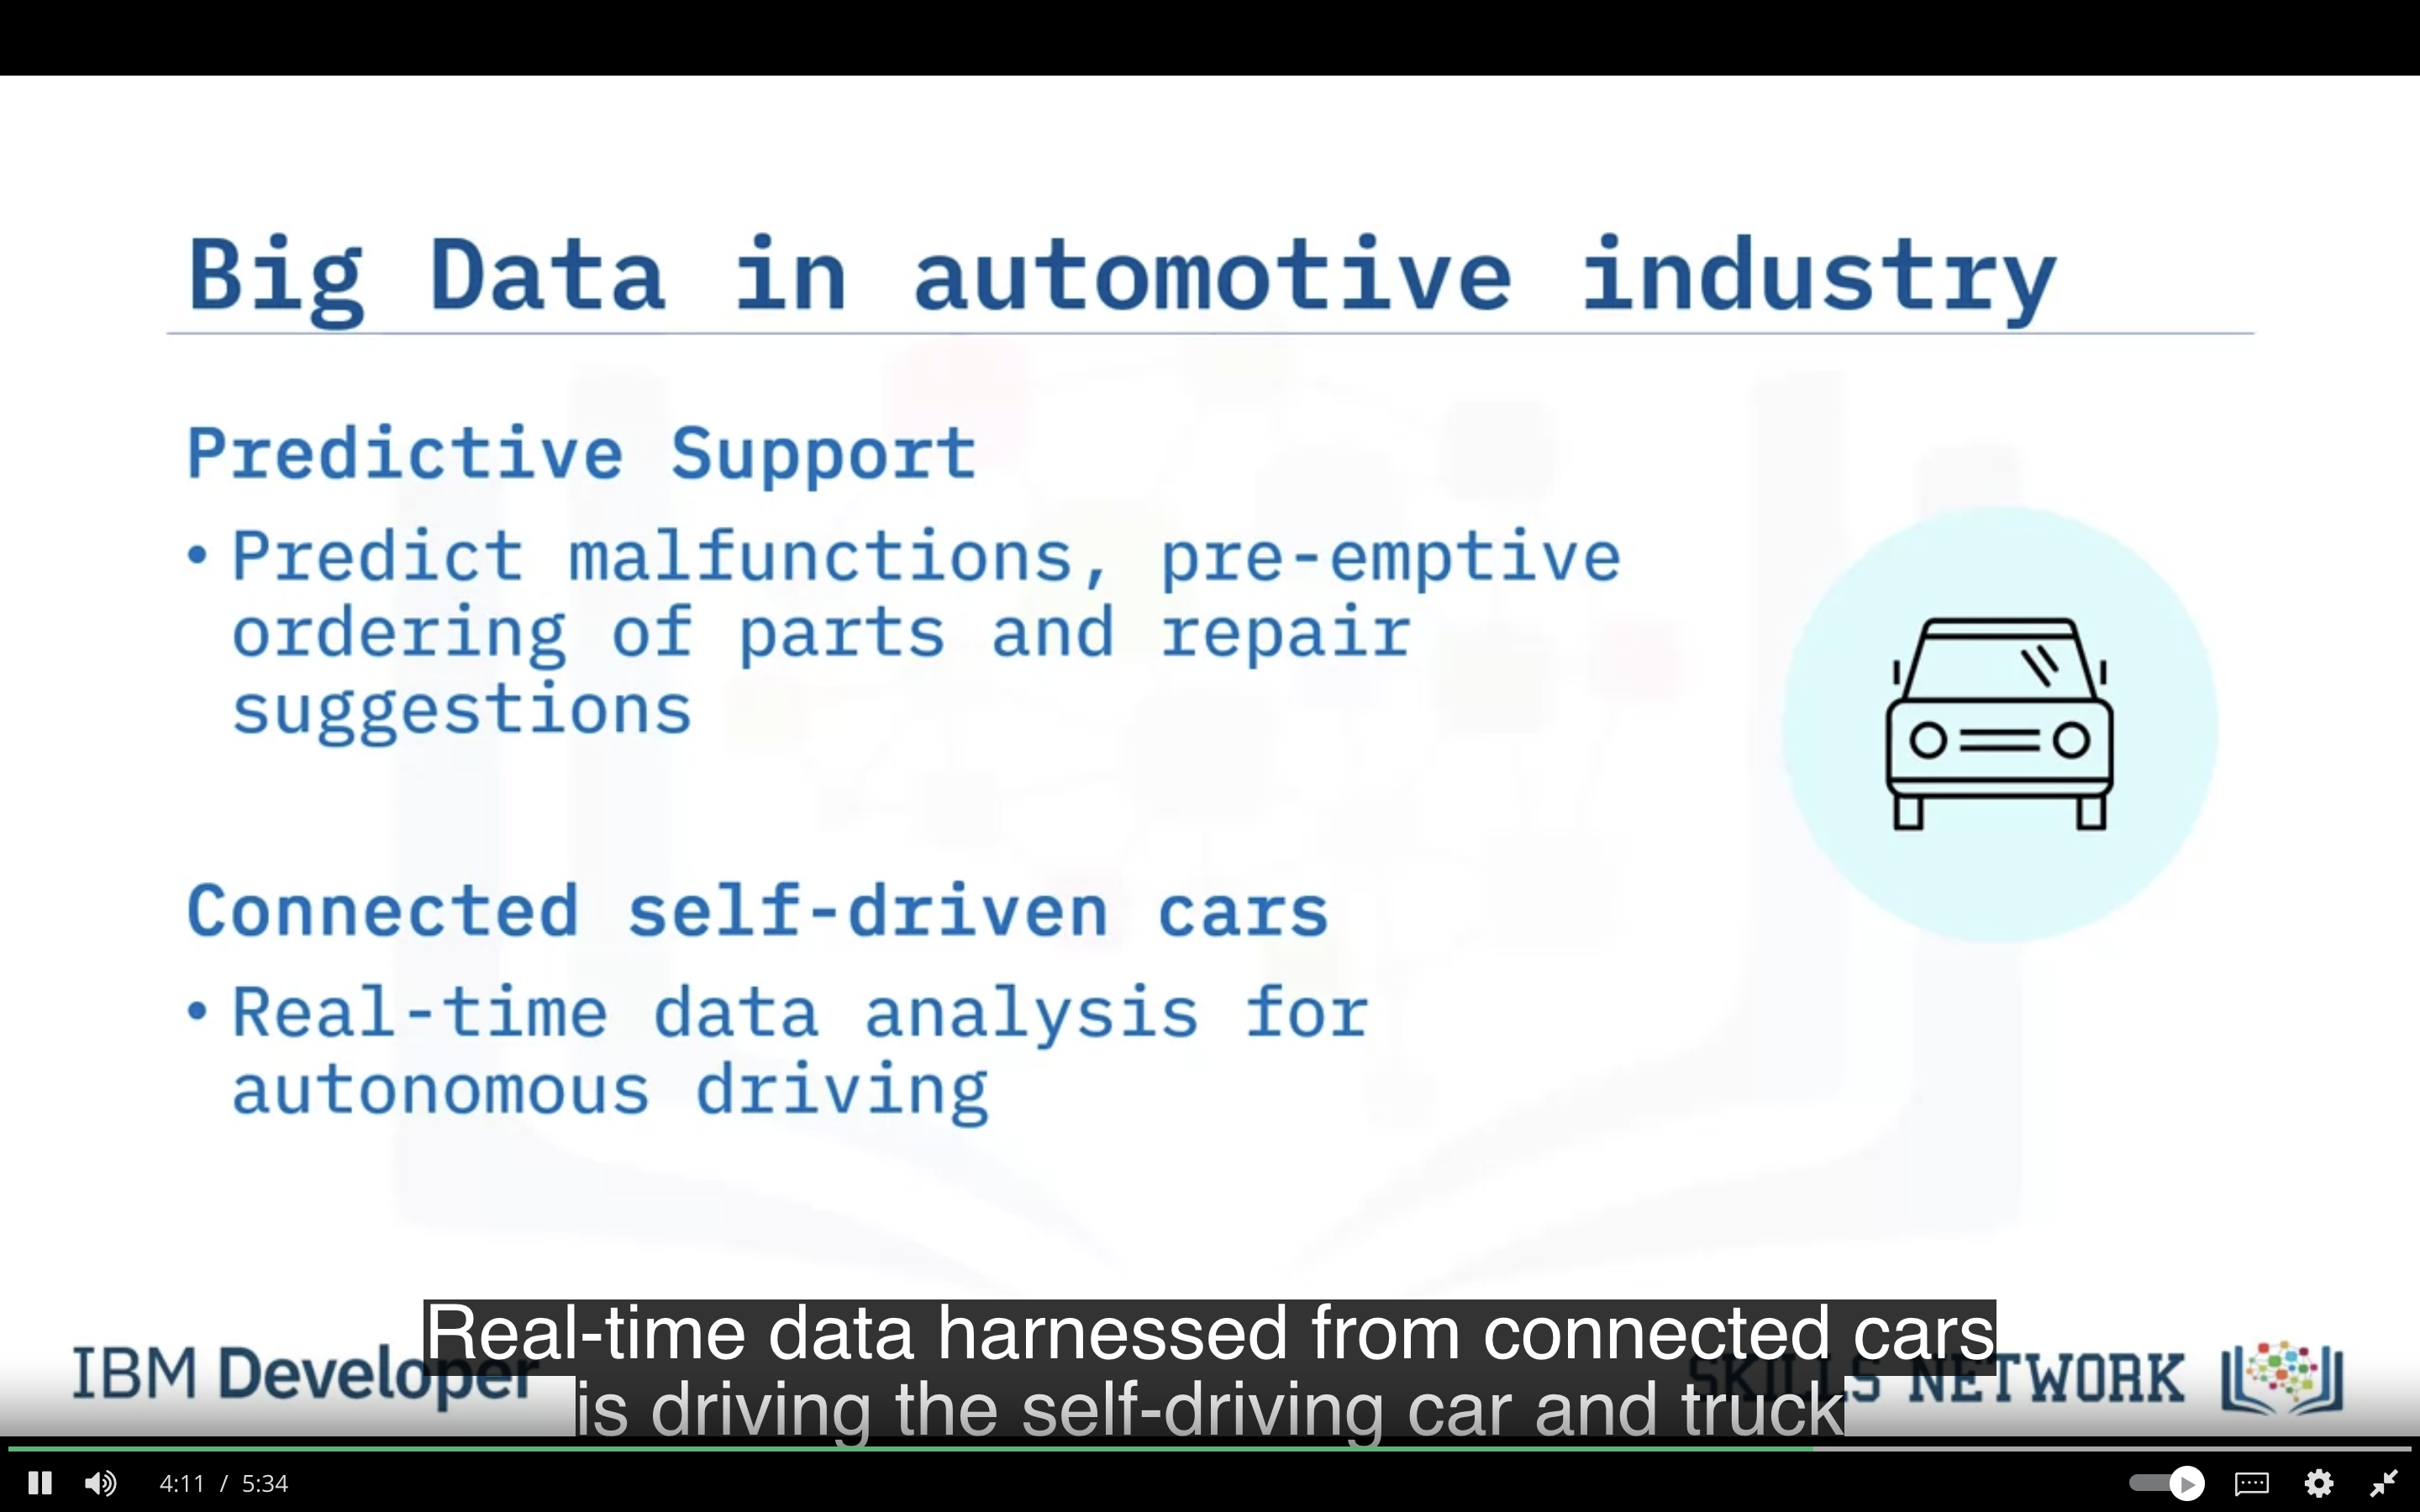 Big Data in automotive industry
Predictive Support
• Predict malfunctions, pre-emptive
ordering of parts and repair
suggestions
Connected self-driven cars
• Real-time data analysis for
autonomous driving
Real-time data harnessed from connected cars
is driving the self-driving car and truck
IBM Developer
SKILLS NETWORK
4:11 / 5:34